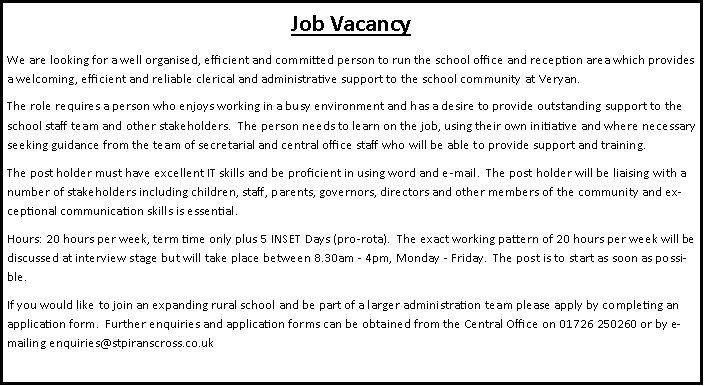 Job Vacancy
We are looking for a well organised, efficient and committed person to run the school office and reception area which provides
a welcoming, efficient and reliable clerical and administrative support to the school community at Veryan.
The role requires a person who enjoys working in a busy environment and has a desire to provide outstanding support to the
school staff team and other stakeholders.  The person needs to learn on the job, using their own initiative and where necessary
seeking guidance from the team of secretarial and central office staff who will be able to provide support and training.
The post holder must have excellent IT skills and be proficient in using word and e-mail.  The post holder will be liaising with a
number of stakeholders including children, staff, parents, governors, directors and other members of the community and ex-
ceptional communication skills is essential.
Hours: 20 hours per week, term time only plus 5 INSET Days (pro-rota).  The exact working pattern of 20 hours per week will be
discussed at interview stage but will take place between 8.30am - 4pm, Monday - Friday.  The post is to start as soon as possi-
ble.
If you would like to join an expanding rural school and be part of a larger administration team please apply by completing an
application form.  Further enquiries and application forms can be obtained from the Central Office on 01726 250260 or by e-
mailing enquiries@stpiranscross.co.uk